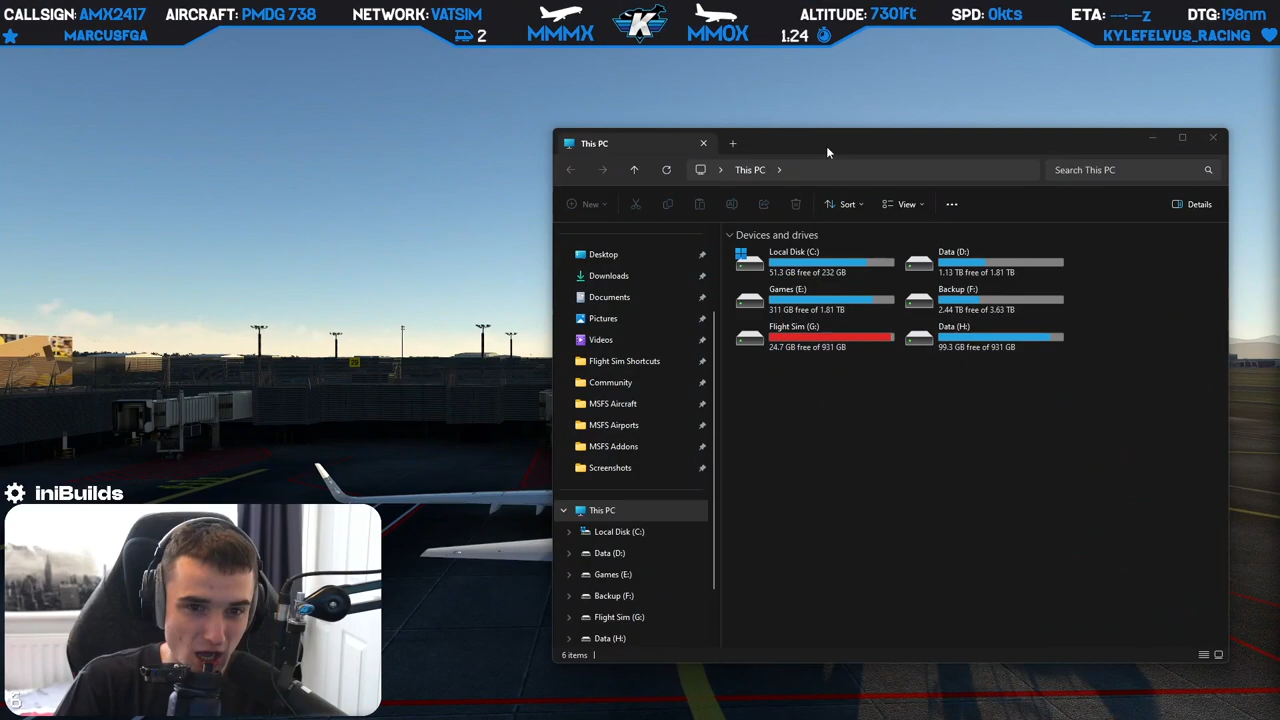 CALLSIGN: AMX2417
AIRCRAFT: PMDG 738
NETWORK: VATSIM
ALTITUDE: 7301ft
SPD: 0kts
ETA: --:--z
DTG: 198nm
MARCUSFGA
2
MMMX
K
MMOX
1:24
KYLEFELVUS_RACING
This PC
This PC
Search This PC
New
Sort
View
Details
Devices and drives
Local Disk (C:)
51.3 GB free of 232 GB
Data (D:)
1.13 TB free of 1.81 TB
Games (E:)
311 GB free of 1.81 TB
Backup (F:)
2.44 TB free of 3.63 TB
Flight Sim (G:)
24.7 GB free of 931 GB
Data (H:)
99.3 GB free of 931 GB
Desktop
Downloads
Documents
Pictures
Videos
Flight Sim Shortcuts
Community
MSFS Aircraft
MSFS Airports
MSFS Addons
Screenshots
This PC
Local Disk (C:)
Data (D:)
Games (E:)
Backup (F:)
Flight Sim (G:)
Data (H:)
6 items
iniBuilds